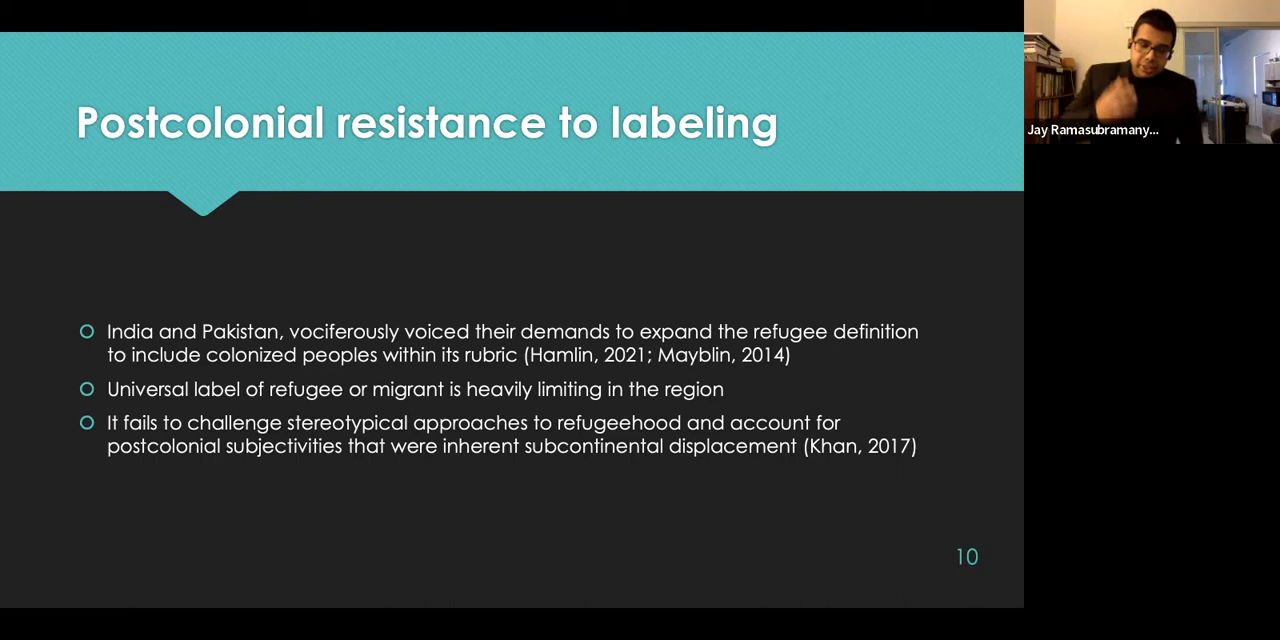 Postcolonial resistance to labeling
India and Pakistan, vociferously voiced their demands to expand the refugee definition
to include colonized peoples within its rubric (Hamlin, 2021; Mayblin, 2014)
Universal label of refugee or migrant is heavily limiting in the region
It fails to challenge stereotypical approaches to refugeehood and account for
postcolonial subjectivities that were inherent subcontinental displacement (Khan, 2017)
10
Jay Ramasubramany...